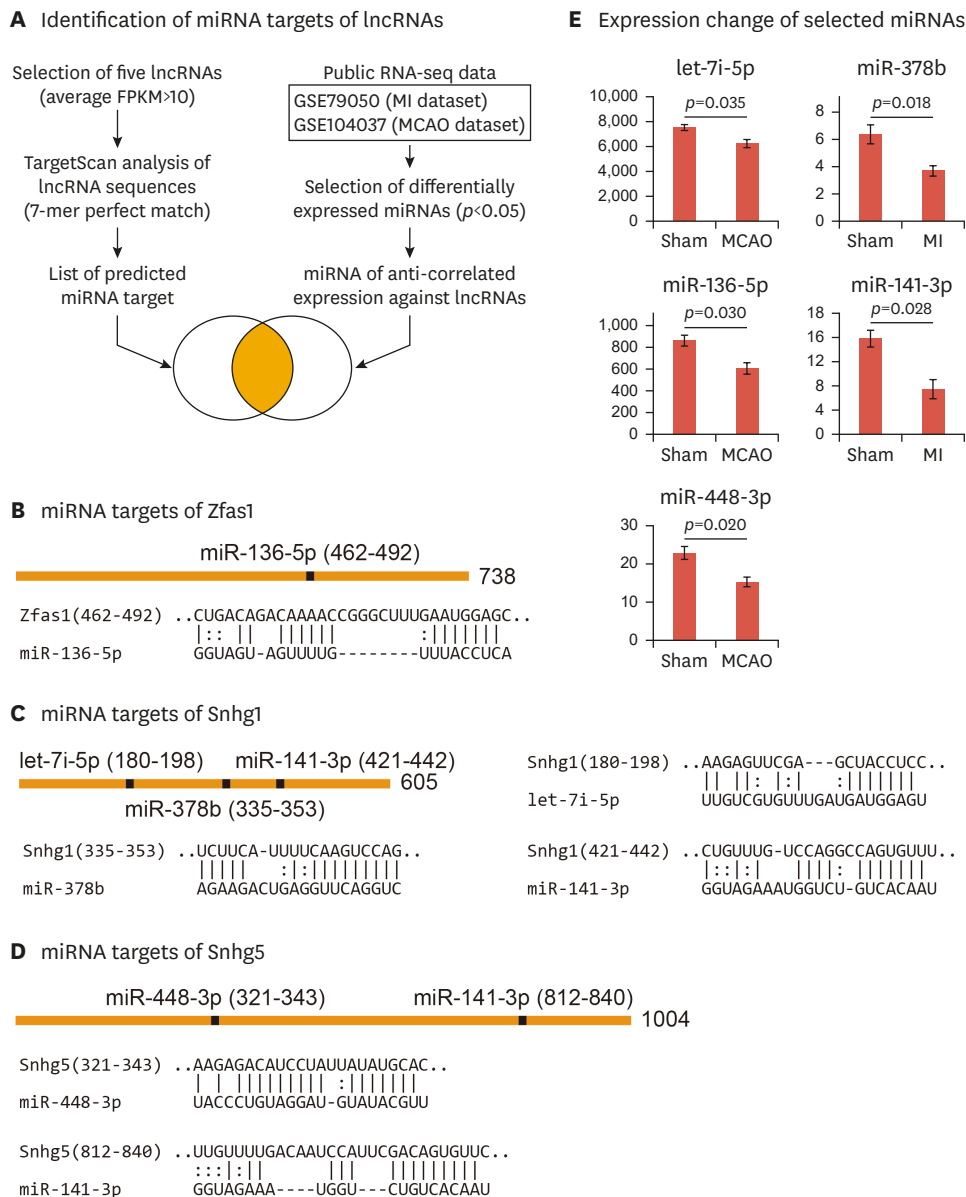 A Identification of miRNA targets of lncRNAs
Selection of five lncRNAs
(average FPKM>10)
TargetScan analysis of
lncRNA sequences
(7-mer perfect match)
List of predicted
miRNA target
Public RNA-seq data
GSE79050 (MI dataset)
GSE104037 (MCAO dataset)
Selection of differentially
expressed miRNAs (p<0.05)
miRNA of anti-correlated
expression against lncRNAs
B miRNA targets of Zfas1
miR-136-5p (462-492)
738
Zfas1(462-492) ..CUGACAGACAAAACCGGGCUUUGAAUGGAGC..
|:: || |||||| :|||||||
miR-136-5p GGUAGU-AGUUUUG--------UUUACCUCA
C miRNA targets of Snhg1
let-7i-5p (180-198) miR-141-3p (421-442)
605
miR-378b (335-353)
Snhg1(335-353) ..UCUUCA-UUUUCAAGUCCAG..
||||| :|:|||||||||
miR-378b AGAAGACUGAGGUUCAGGUC
Snhg1(180-198) ..AAGAGUUCGA---GCUACCUCC..
|| ||: |:| :|||||||
let-7i-5p UUGUCGUGUUUGAUGAUGGAGU
Snhg1(421-442) ..CUGUUUG-UCCAGGCCAGUGUUU..
|::|:| ||||: |||||||
miR-141-3p GGUAGAAAUGGUCU-GUCACAAU
D miRNA targets of Snhg5
miR-448-3p (321-343) miR-141-3p (812-840)
1004
Snhg5(321-343) ..AAGAGACAUCCUAUUAUAUGCAC..
| | ||||||||| :|||||||
miR-448-3p UACCCUGUAGGAU-GUAUACGUU
Snhg5(812-840) ..UUGUUUUGACAAUCCAUUCGACAGUGUUC..
:::|:|| ||| |||||||||
miR-141-3p GGUAGAAA----UGGU---CUGUCACAAU
E Expression change of selected miRNAs
let-7i-5p
p=0.035
10,000
8,000
6,000
4,000
2,000
0
Sham MCAO
miR-378b
p=0.018
8
6
4
2
0
Sham MI
miR-136-5p
p=0.030
1,000
800
600
400
200
0
Sham MCAO
miR-141-3p
p=0.028
18
16
12
8
4
0
Sham MI
miR-448-3p
p=0.020
30
20
10
0
Sham MCAO